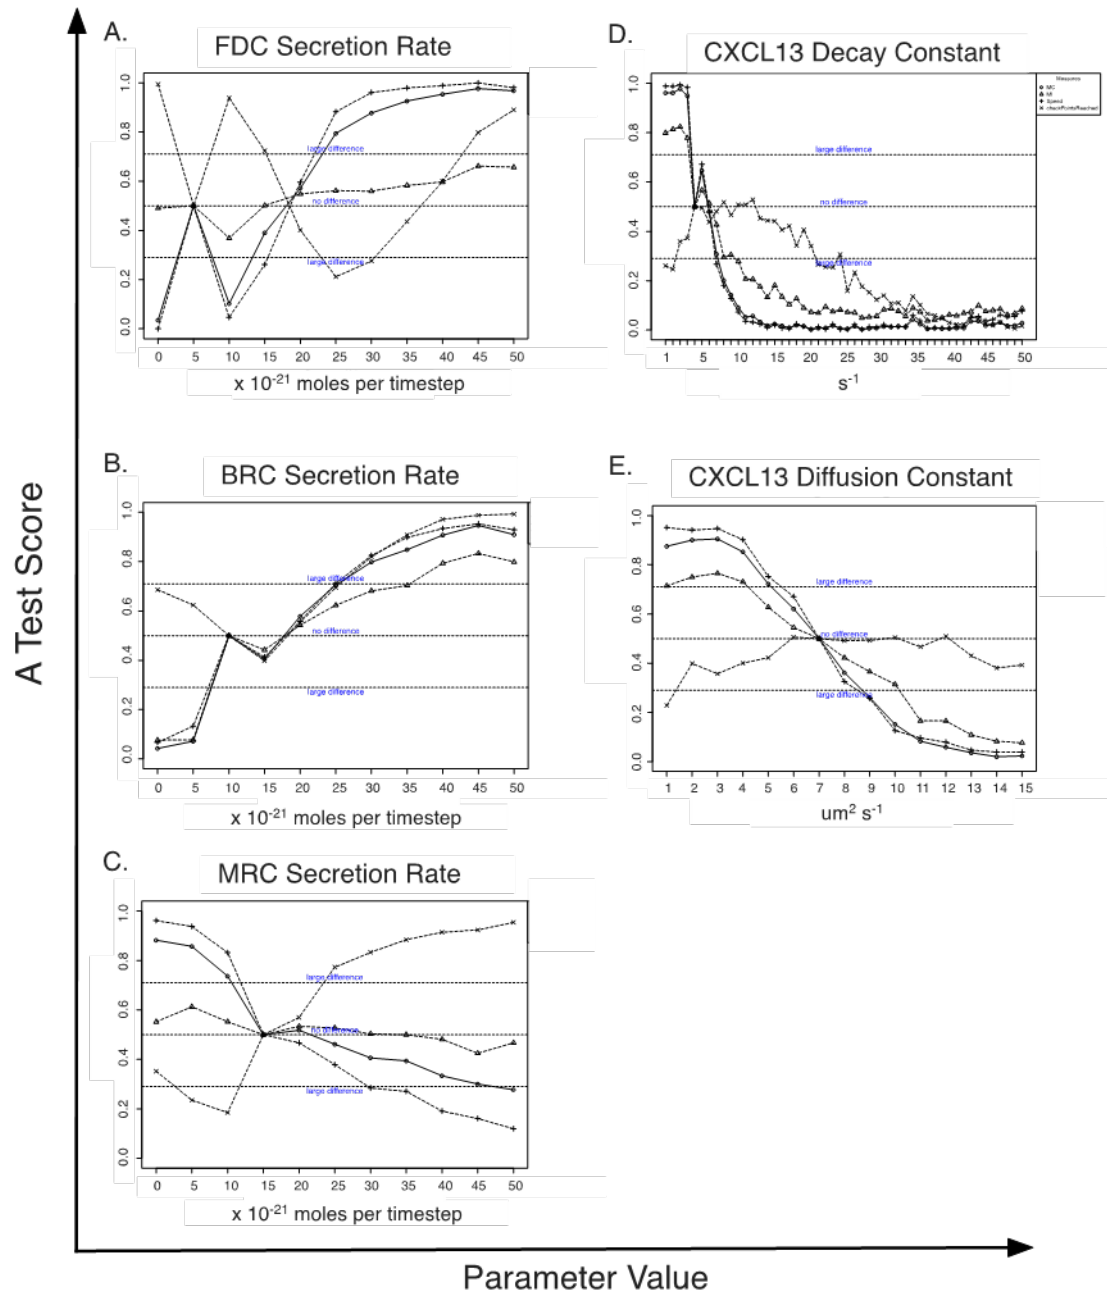 A.
FDC Secretion Rate
1.0
0.8
0.6
0.4
0.2
0.0
large difference
no difference
large difference
0 5 10 15 20 25 30 35 40 45 50
x 10-21 moles per timestep
D.
CXCL13 Decay Constant
Measures
MC
MI
Speed
checkPointsReached
1.0
0.8
0.6
0.4
0.2
0.0
large difference
no difference
large difference
1 5 10 15 20 25 30 35 40 45 50
s-1
B.
BRC Secretion Rate
1.0
0.8
0.6
0.4
0.2
0.0
large difference
no difference
large difference
0 5 10 15 20 25 30 35 40 45 50
x 10-21 moles per timestep
E.
CXCL13 Diffusion Constant
1.0
0.8
0.6
0.4
0.2
0.0
large difference
no difference
large difference
1 2 3 4 5 6 7 8 9 10 11 12 13 14 15
um2 s-1
C.
MRC Secretion Rate
1.0
0.8
0.6
0.4
0.2
0.0
large difference
no difference
large difference
0 5 10 15 20 25 30 35 40 45 50
x 10-21 moles per timestep
A Test Score
Parameter Value